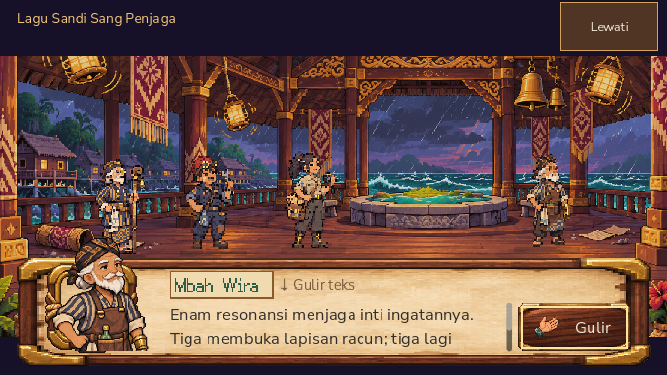 Lagu Sandi Sang Penjaga
Lewati
Mbah Wira
↓ Gulir teks
Enam resonansi menjaga inti ingatannya.
Tiga membuka lapisan racun; tiga lagi
Gulir